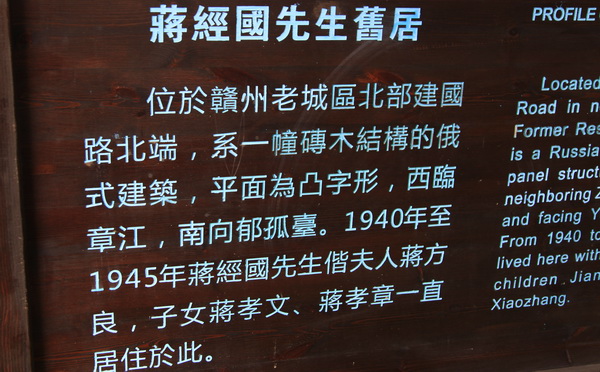 蔣經國先生舊居
位於贛州老城區北部建國
路北端，系一幢磚木結構的俄
式建築，平面為凸字形，西臨
章江，南向郁孤臺。1940年至
1945年蔣經國先生偕夫人蔣方
良，子女蔣孝文、蔣孝章一直
居住於此。
PROFILE
Located
Road in
Former
is a Russia
panel struct
neighboring
and facing
From 1940 to
lived here with
children, Jian
Xiaozhang.